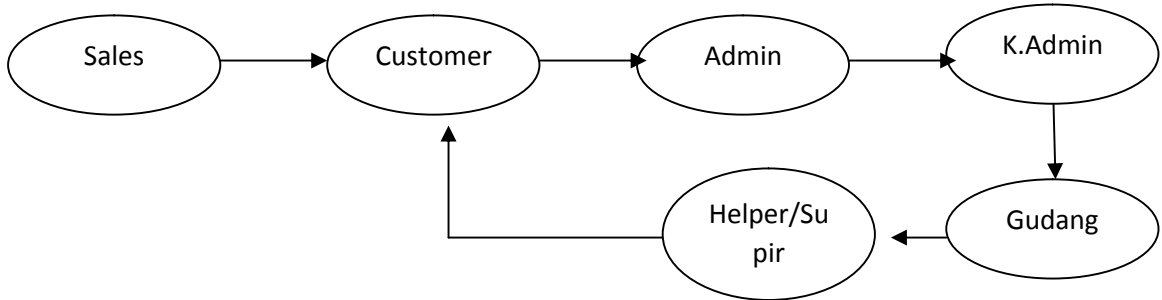 Sales
Customer
Admin
K.Admin
Helper/Su
pir
Gudang